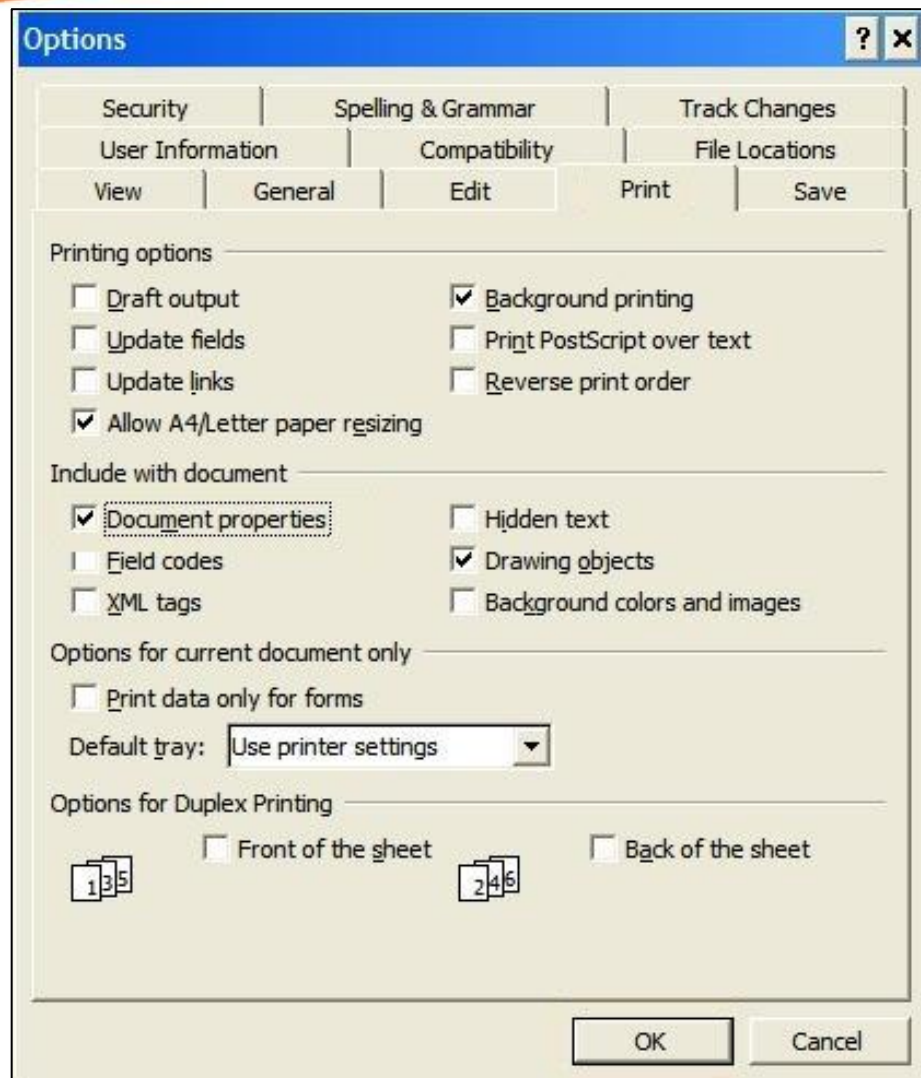 Options
Security Spelling & Grammar Track Changes
User Information Compatibility File Locations
View General Edit Print Save
Printing options
Draft output Background printing
Update fields Print PostScript over text
Update links Reverse print order
Allow A4/Letter paper resizing
Include with document
Document properties Hidden text
Field codes Drawing objects
XML tags Background colors and images
Options for current document only
Print data only for forms
Default tray: Use printer settings
Options for Duplex Printing
Front of the sheet Back of the sheet
1 3 5 2 4 6
OK Cancel